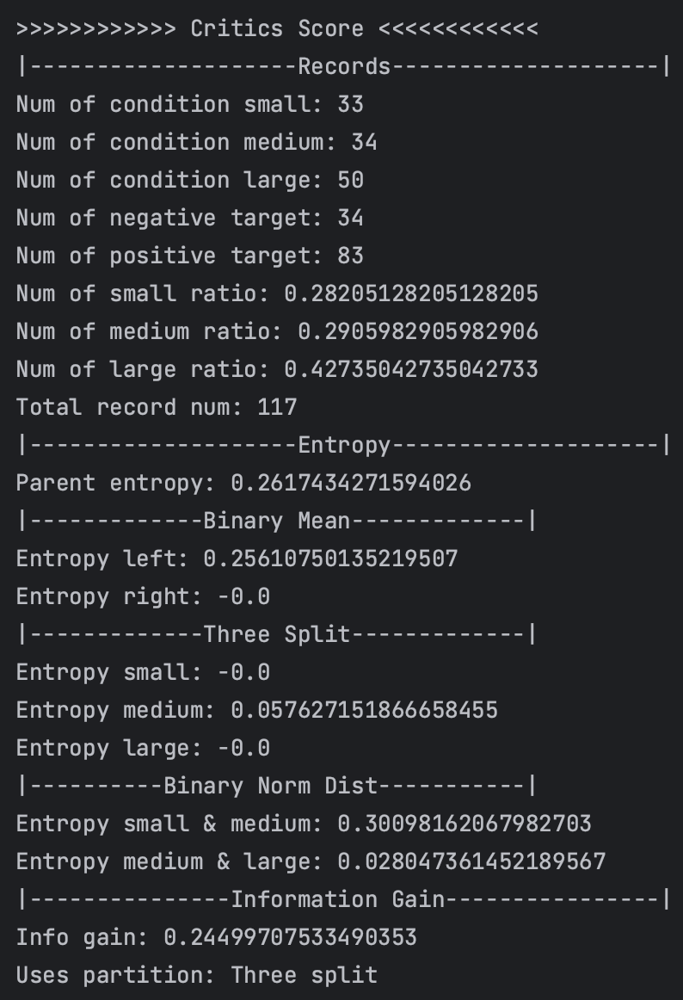 >>>>>>>>>>>> Critics Score <<<<<<<<<<<<
|--------------------Records--------------------|
Num of condition small: 33
Num of condition medium: 34
Num of condition large: 50
Num of negative target: 34
Num of positive target: 83
Num of small ratio: 0.28205128205128205
Num of medium ratio: 0.2905982905982906
Num of large ratio: 0.42735042735042733
Total record num: 117
|--------------------Entropy--------------------|
Parent entropy: 0.2617434271594026
|-------------Binary Mean-------------|
Entropy left: 0.25610750135219507
Entropy right: -0.0
|-------------Three Split-------------|
Entropy small: -0.0
Entropy medium: 0.057627151866658455
Entropy large: -0.0
|----------Binary Norm Dist-----------|
Entropy small & medium: 0.30098162067982703
Entropy medium & large: 0.028047361452189567
|---------------Information Gain----------------|
Info gain: 0.24499707533490353
Uses partition: Three split